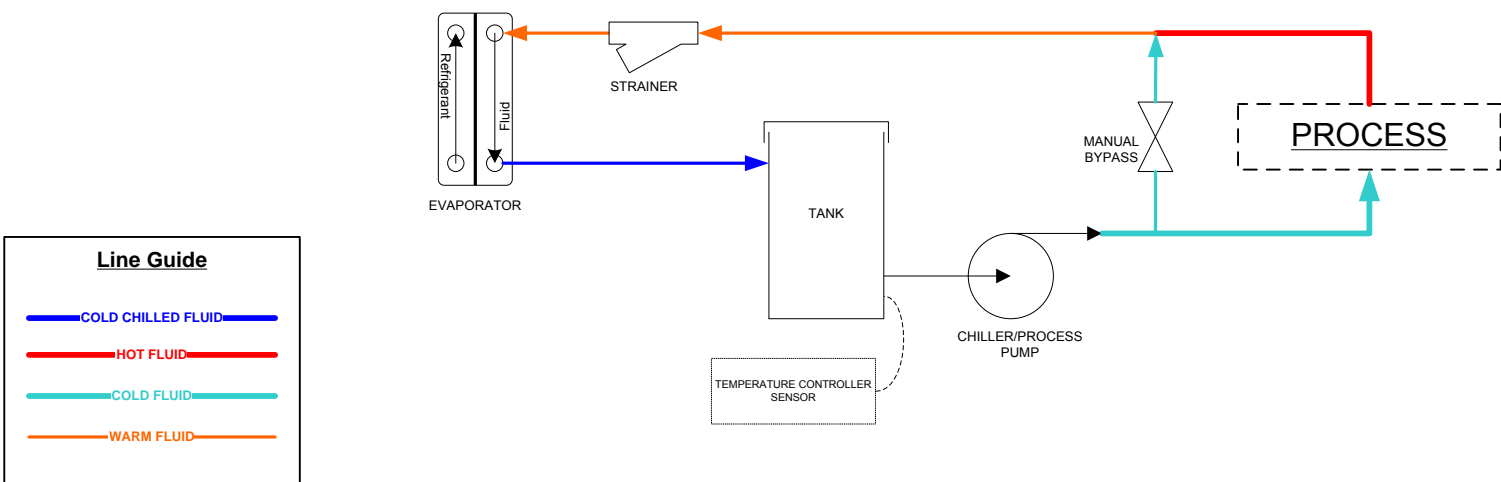 Refrigerant
Fluid
EVAPORATOR
STRAINER
TANK
MANUAL
BYPASS
PROCESS
CHILLER/PROCESS
PUMP
TEMPERATURE CONTROLLER
SENSOR
Line Guide
COLD CHILLED FLUID
HOT FLUID
COLD FLUID
WARM FLUID